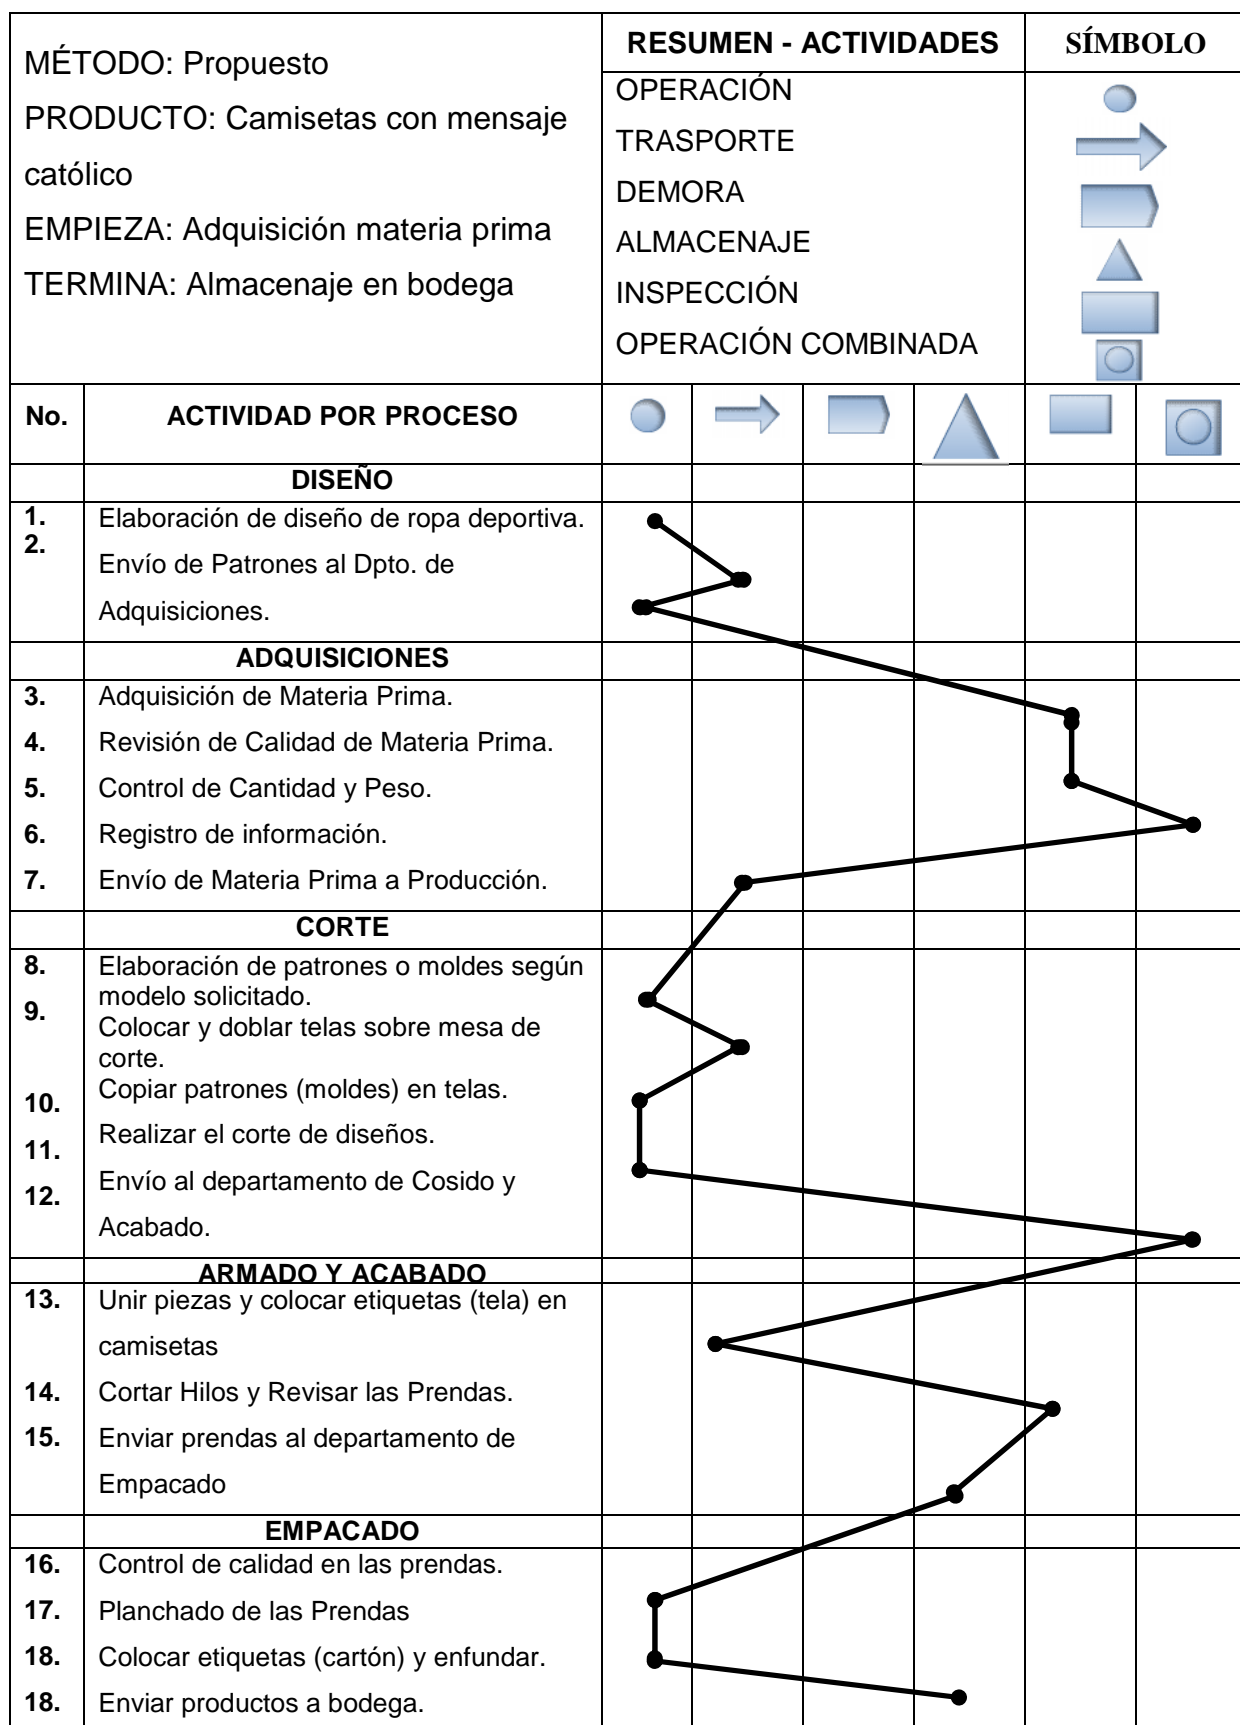 MÉTODO: Propuesto
PRODUCTO: Camisetas con mensaje
católico
EMPIEZA: Adquisición materia prima
TERMINA: Almacenaje en bodega
RESUMEN - ACTIVIDADES
SÍMBOLO
OPERACIÓN
TRASPORTE
DEMORA
ALMACENAJE
INSPECCIÓN
OPERACIÓN COMBINADA
No. ACTIVIDAD POR PROCESO
DISEÑO
1. Elaboración de diseño de ropa deportiva.
2. Envío de Patrones al Dpto. de
Adquisiciones.
ADQUISICIONES
3. Adquisición de Materia Prima.
4. Revisión de Calidad de Materia Prima.
5. Control de Cantidad y Peso.
6. Registro de información.
7. Envío de Materia Prima a Producción.
CORTE
8. Elaboración de patrones o moldes según
modelo solicitado.
9. Colocar y doblar telas sobre mesa de
corte.
10. Copiar patrones (moldes) en telas.
11. Realizar el corte de diseños.
12. Envío al departamento de Cosido y
Acabado.
ARMADO Y ACABADO
13. Unir piezas y colocar etiquetas (tela) en
camisetas
14. Cortar Hilos y Revisar las Prendas.
15. Enviar prendas al departamento de
Empacado
EMPACADO
16. Control de calidad en las prendas.
17. Planchado de las Prendas
18. Colocar etiquetas (cartón) y enfundar.
18. Enviar productos a bodega.